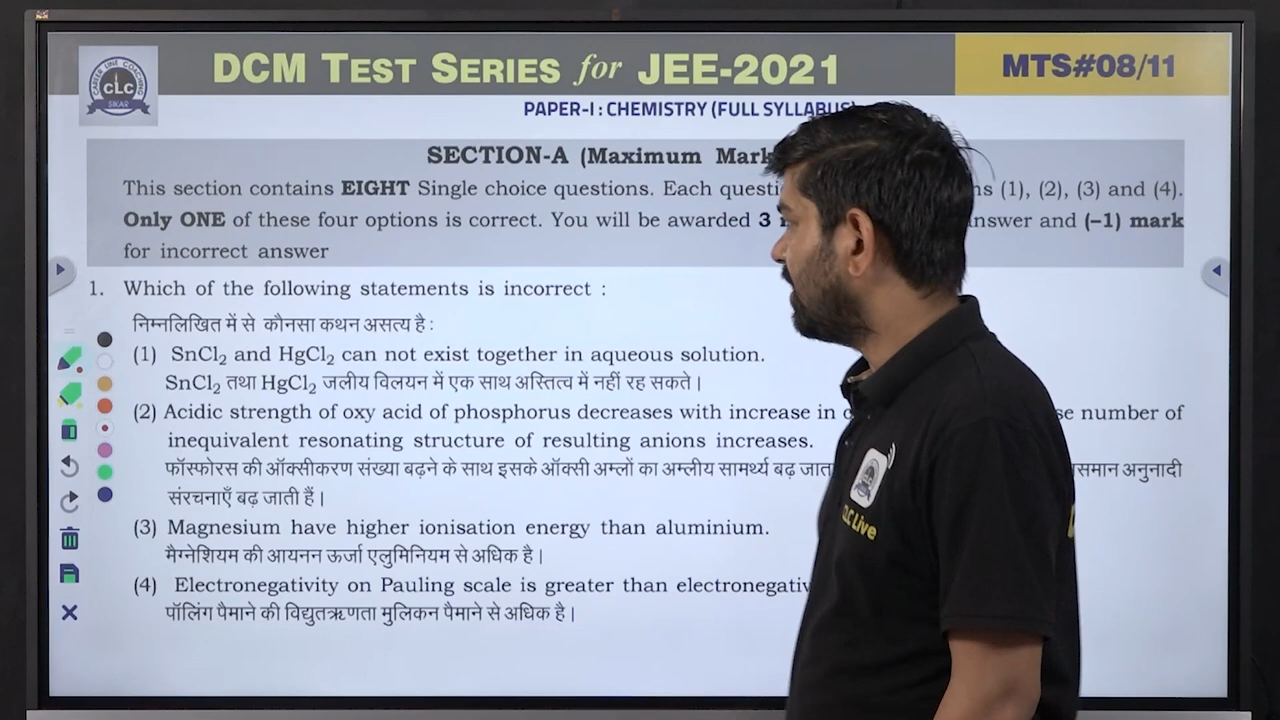 DCM TEST SERIES for JEE-2021
MTS#08/11
CAREER LINE COACHING
CLC
SIKAR
PAPER-I : CHEMISTRY (FULL SYLLABUS)
SECTION-A (Maximum
This section contains EIGHT Single choice questions. Each (1), (2), (3) and (4).
Only ONE of these four options is correct. You will be awarded 3 and (–1) mark
for incorrect answer
1. Which of the following statements is incorrect :
निम्नलिखित में से कौनसा कथन असत्य है :
(1) SnCl₂ and HgCl₂ can not exist together in aqueous solution.
SnCl₂ तथा HgCl₂ जलीय विलयन में एक साथ अस्तित्व में नहीं रह सकते।
(2) Acidic strength of oxy acid of phosphorus decreases with increase in number of
inequivalent resonating structure of resulting anions increases.
फॉस्फोरस की ऑक्सीकरण संख्या बढ़ने के साथ इसके ऑक्सी अम्लों का अम्लीय सामर्थ्य बढ़ अनुनादी
संरचनाएँ बढ़ जाती हैं।
(3) Magnesium have higher ionisation energy than aluminium.
मैग्नेशियम की आयनन ऊर्जा एलुमिनियम से अधिक है।
(4) Electronegativity on Pauling scale is greater than
पॉलिंग पैमाने की विद्युतऋणता मुलिकन पैमाने से अधिक है।
CLC Live